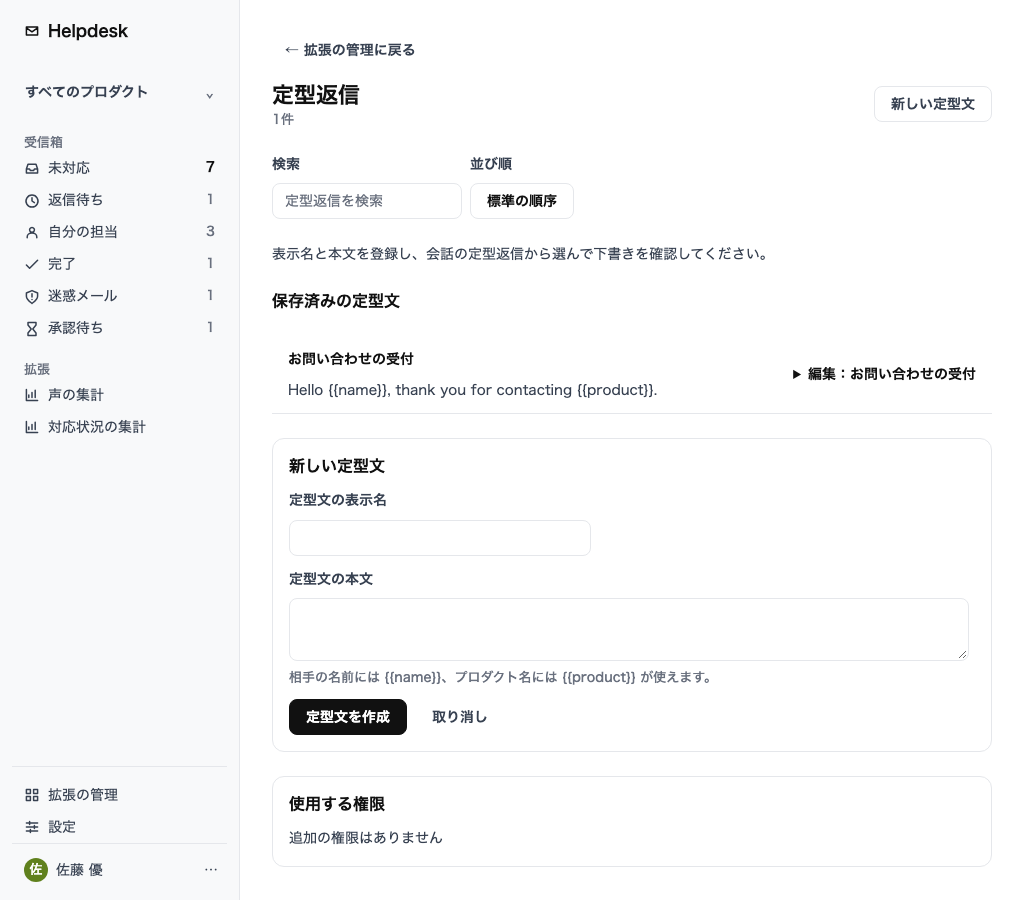 Helpdesk
すべてのプロダクト
受信箱
未対応 7
返信待ち 1
自分の担当 3
完了 1
迷惑メール 1
承認待ち 1
拡張
声の集計
対応状況の集計
拡張の管理
設定
佐 佐藤 優 …
← 拡張の管理に戻る
定型返信
1件
新しい定型文
検索 並び順
定型返信を検索 標準の順序
表示名と本文を登録し、会話の定型返信から選んで下書きを確認してください。
保存済みの定型文
お問い合わせの受付
Hello {{name}}, thank you for contacting {{product}}.
▶ 編集：お問い合わせの受付
新しい定型文
定型文の表示名
定型文の本文
相手の名前には {{name}}、プロダクト名には {{product}} が使えます。
定型文を作成 取り消し
使用する権限
追加の権限はありません